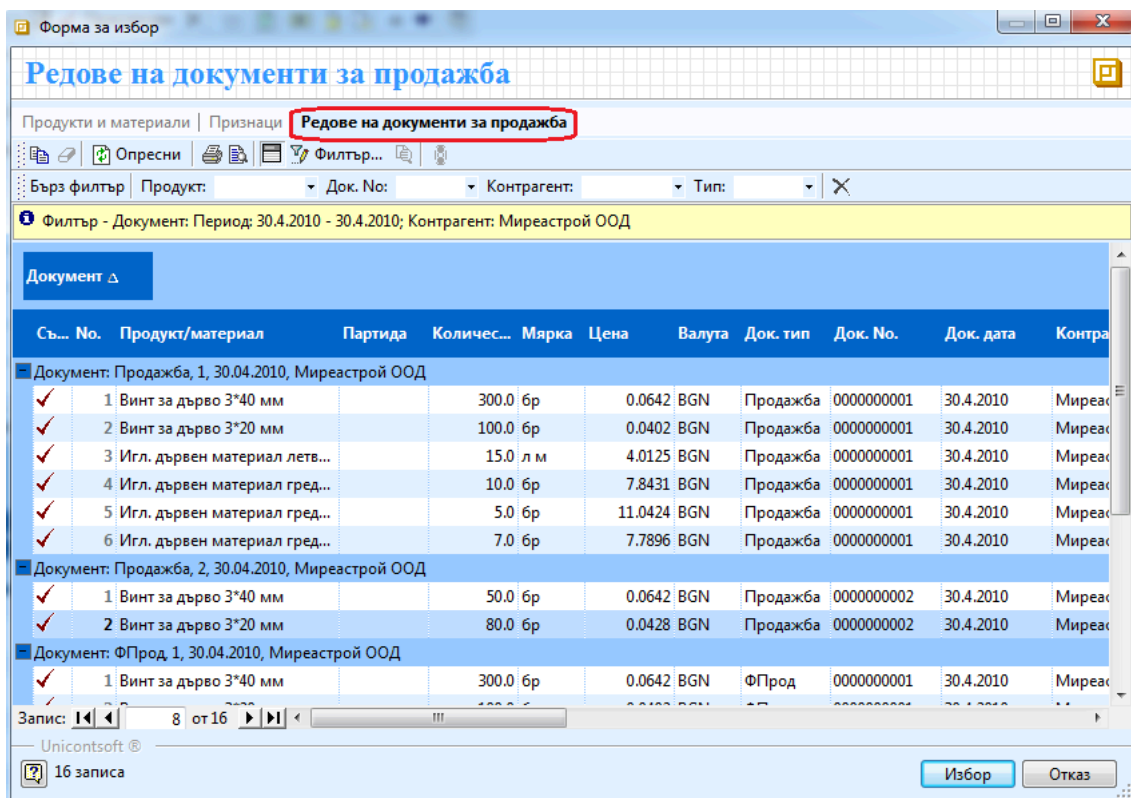 Форма за избор
Редове на документи за продажба
Продукти и материали | Признаци | Редове на документи за продажба
Опресни Филтър...
Бърз филтър Продукт: Док. No: Контрагент: Тип:
Филтър - Документ: Период: 30.4.2010 - 30.4.2010; Контрагент: Миреастрой ООД
Документ
Съ... No. Продукт/материал Партида Количес... Мярка Цена Валута Док. тип Док. No. Док. дата Контра
Документ: Продажба, 1, 30.04.2010, Миреастрой ООД
1 Винт за дърво 3*40 мм 300.0 бр 0.0642 BGN Продажба 0000000001 30.4.2010 Миреас
2 Винт за дърво 3*20 мм 100.0 бр 0.0402 BGN Продажба 0000000001 30.4.2010 Миреас
3 Игл. дървен материал летв... 15.0 л м 4.0125 BGN Продажба 0000000001 30.4.2010 Миреас
4 Игл. дървен материал гред... 10.0 бр 7.8431 BGN Продажба 0000000001 30.4.2010 Миреас
5 Игл. дървен материал гред... 5.0 бр 11.0424 BGN Продажба 0000000001 30.4.2010 Миреас
6 Игл. дървен материал гред... 7.0 бр 7.7896 BGN Продажба 0000000001 30.4.2010 Миреас
Документ: Продажба, 2, 30.04.2010, Миреастрой ООД
1 Винт за дърво 3*40 мм 50.0 бр 0.0642 BGN Продажба 0000000002 30.4.2010 Миреас
2 Винт за дърво 3*20 мм 80.0 бр 0.0428 BGN Продажба 0000000002 30.4.2010 Миреас
Документ: ФПрод, 1, 30.04.2010, Миреастрой ООД
1 Винт за дърво 3*40 мм 300.0 бр 0.0642 BGN ФПрод 0000000001 30.4.2010 Миреас
Запис: 8 от 16
Unicontsoft ®
16 записа Избор Отказ